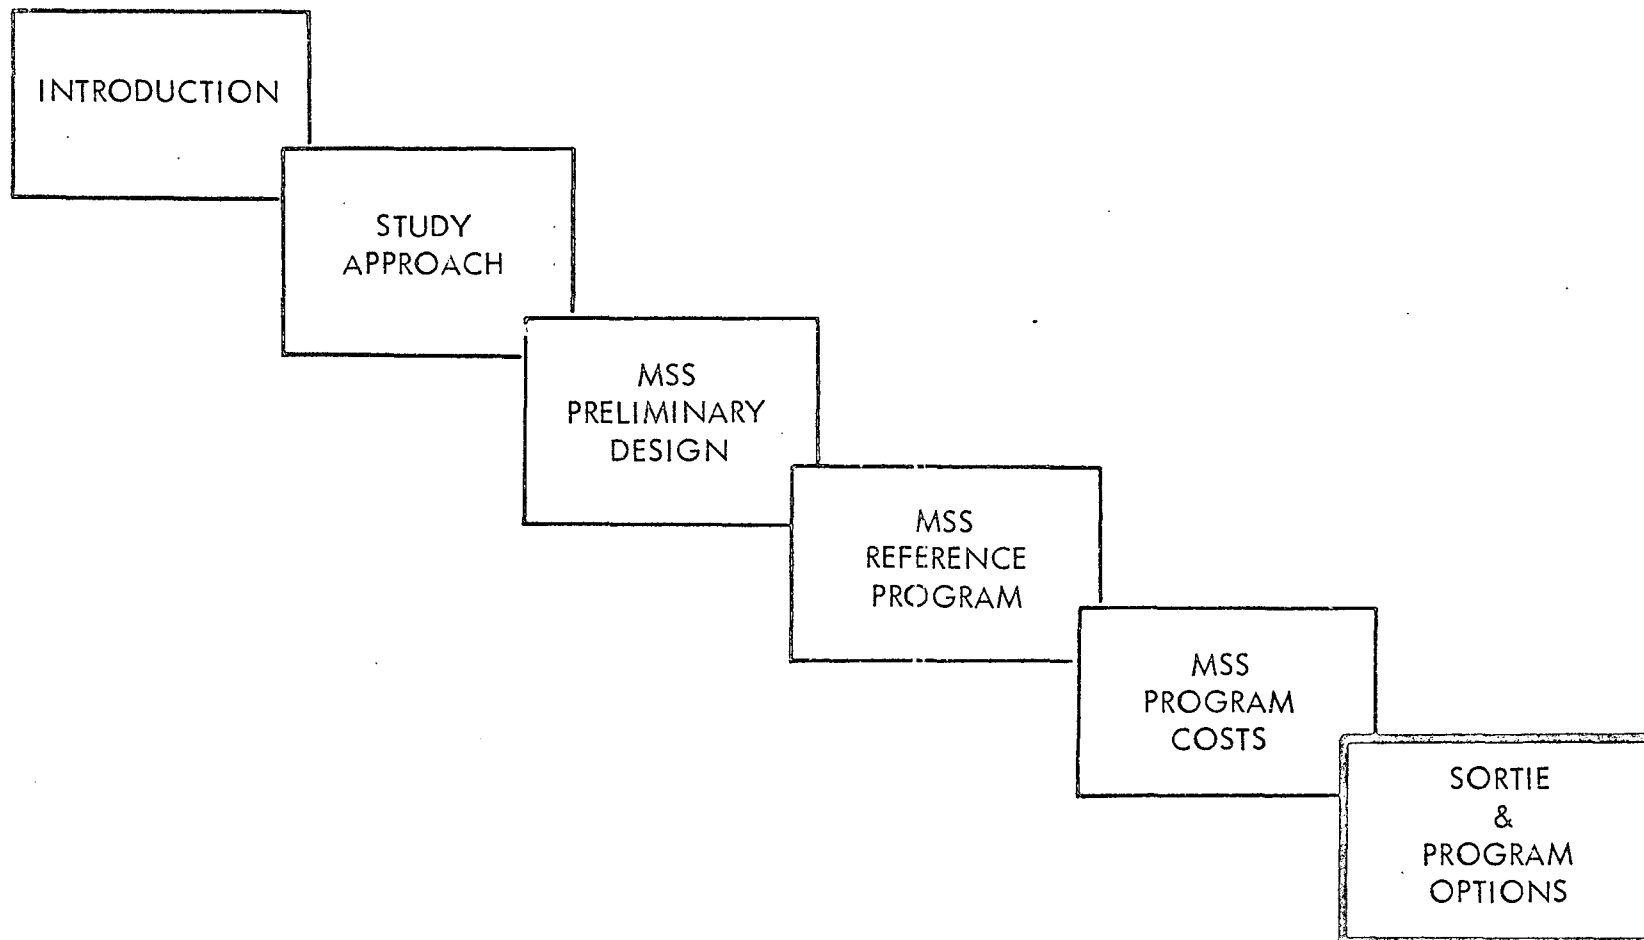 INTRODUCTION
STUDY
APPROACH
MSS
PRELIMINARY
DESIGN
MSS
REFERENCE
PROGRAM
MSS
PROGRAM
COSTS
SORTIE
&
PROGRAM
OPTIONS